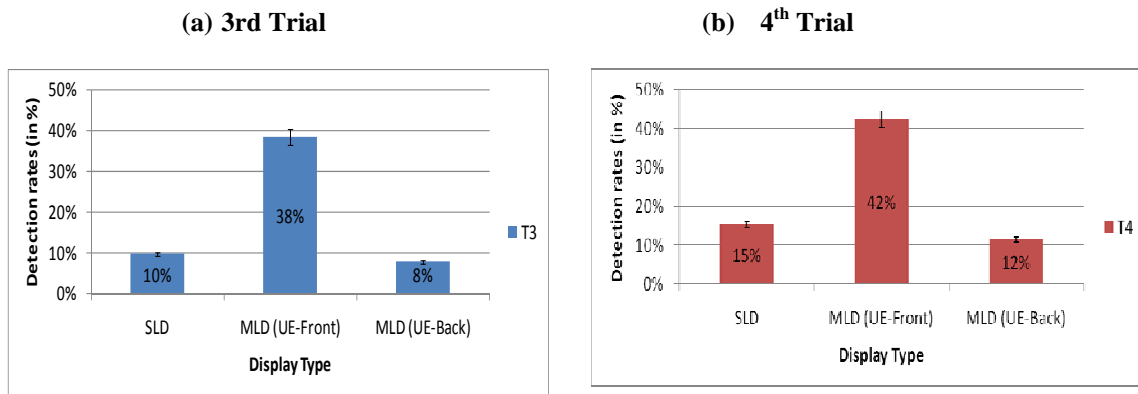 (a) 3rd Trial
50%
40%
30%
20%
10%
0%
Detection rates (in %)
10%
38%
8%
SLD
MLD (UE-Front)
MLD (UE-Back)
Display Type
T3
(b) 4th Trial
50%
40%
30%
20%
10%
0%
Detection rates (in %)
15%
42%
12%
SLD
MLD (UE-Front)
MLD (UE-Back)
Display Type
T4